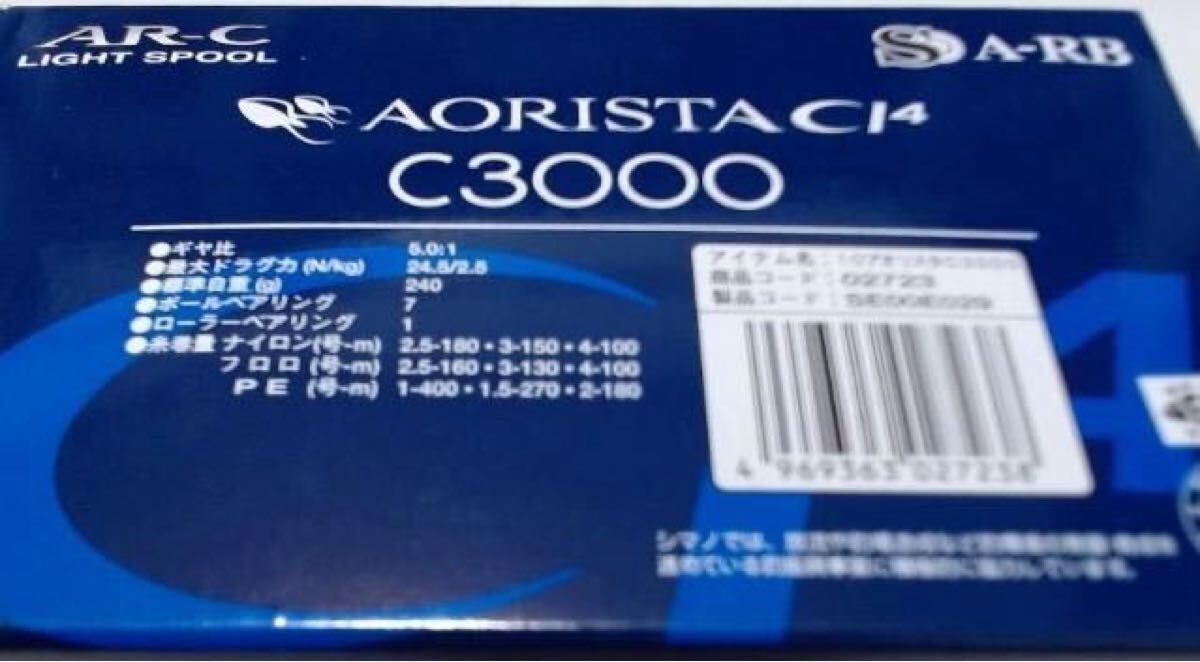 AR-C
LIGHT SPOOL
S A-RB
AORISTA CI4
C3000
●ギヤ比 5.0:1
●最大ドラグ力 (N/kg) 24.5/2.5
●標準自重 (g) 240
●ボールベアリング 7
●ローラーベアリング 1
●糸巻量 ナイロン(号-m) 2.5-180・3-150・4-100
フロロ (号-m) 2.5-160・3-130・4-100
PE (号-m) 1-400・1.5-270・2-180
アイテム名:
商品コード: 02723
製品コード: SE00E029
4 969363 027238
シマノでは、